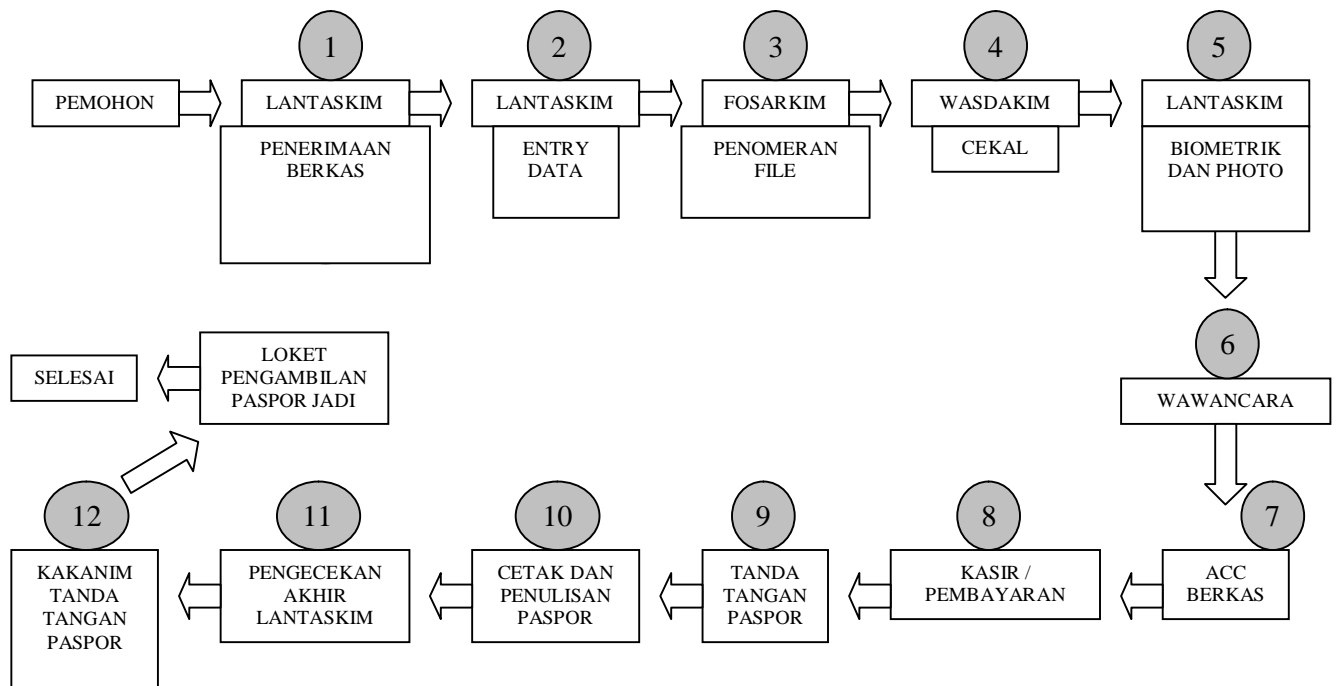 1
2
3
4
5
PEMOHON
LANTASKIM
LANTASKIM
FOSARKIM
WASDAKIM
LANTASKIM
PENERIMAAN
BERKAS
ENTRY
DATA
PENOMERAN
FILE
CEKAL
BIOMETRIK
DAN PHOTO
6
WAWANCARA
SELESAI
LOKET
PENGAMBILAN
PASPOR JADI
7
ACC
BERKAS
8
KASIR /
PEMBAYARAN
9
TANDA
TANGAN
PASPOR
10
CETAK DAN
PENULISAN
PASPOR
11
PENGECEKAN
AKHIR
LANTASKIM
12
KAKANIM
TANDA
TANGAN
PASPOR